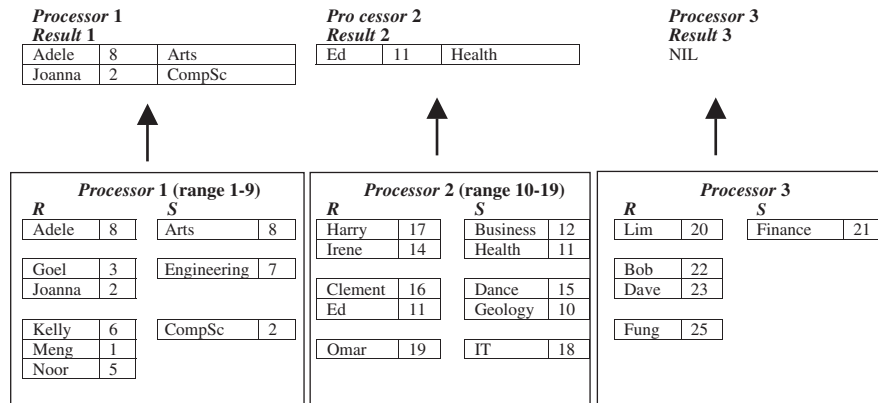 Processor 1
Result 1
Adele 8 Arts
Joanna 2 CompSc
Pro cessor 2
Result 2
Ed 11 Health
Processor 3
Result 3
NIL
Processor 1 (range 1-9)
R S
Adele 8 Arts 8
Goel 3 Engineering 7
Joanna 2
Kelly 6 CompSc 2
Meng 1
Noor 5
Processor 2 (range 10-19)
R S
Harry 17 Business 12
Irene 14 Health 11
Clement 16 Dance 15
Ed 11 Geology 10
Omar 19 IT 18
Processor 3
R S
Lim 20 Finance 21
Bob 22
Dave 23
Fung 25